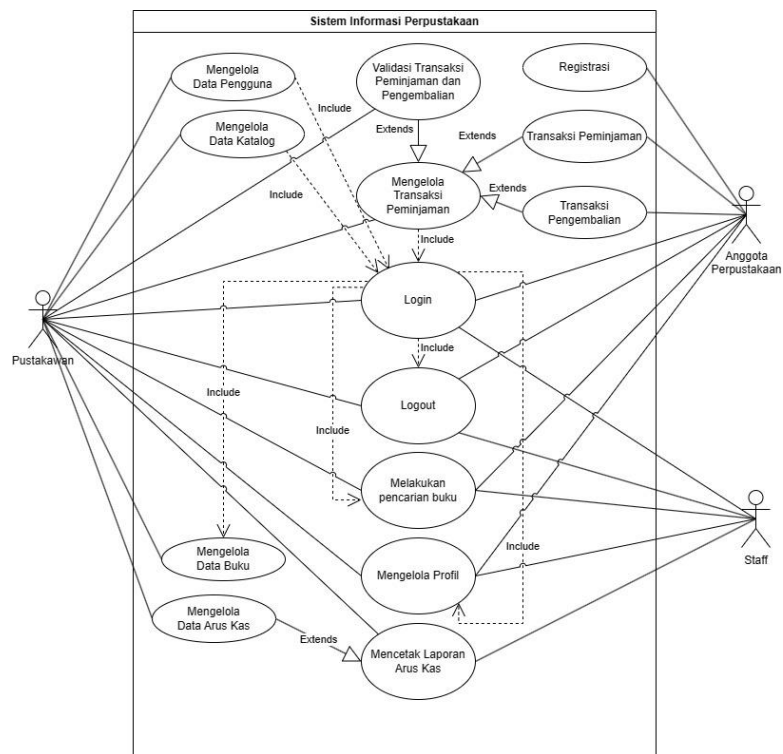 Sistem Informasi Perpustakaan
Mengelola
Data Pengguna
Validasi Transaksi
Peminjaman dan
Pengembalian
Registrasi
Include
Mengelola
Data Katalog
Extends
Extends
Transaksi Peminjaman
Include
Mengelola
Transaksi
Peminjaman
Extends
Transaksi
Pengembalian
Include
Anggota
Perpustakaan
Login
Pustakawan
Include
Include
Logout
Include
Melakukan
pencarian buku
Include
Mengelola
Data Buku
Mengelola Profil
Staff
Mengelola
Data Arus Kas
Extends
Mencetak Laporan
Arus Kas